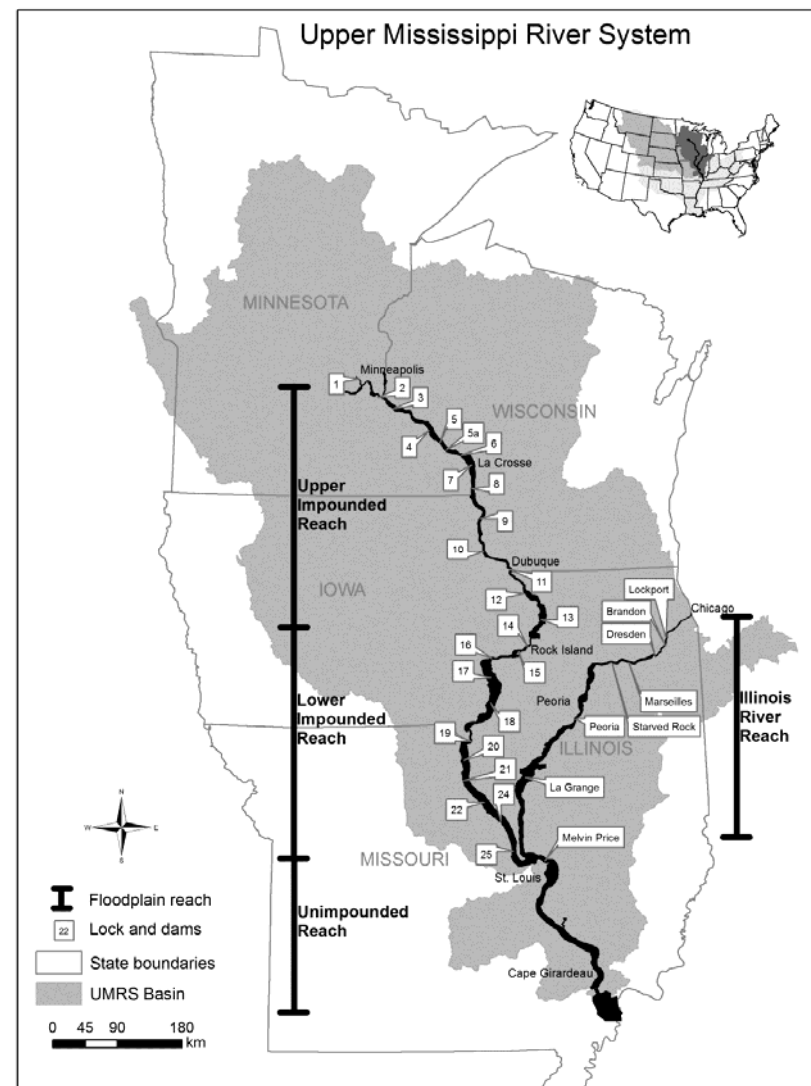 Upper Mississippi River System
MINNESOTA
Minneapolis
1
2
3
WISCONSIN
5
4
5a
6
La Crosse
7
8
Upper
Impounded
Reach
9
10
Dubuque
11
IOWA
12
Lockport
13
Brandon
Chicago
14
Dresden
Rock Island
16
15
17
Marseilles
Peoria
Illinois
River
Reach
Lower
Impounded
Reach
18
Peoria
Starved Rock
19
ILLINOIS
20
21
24
La Grange
22
N
W
E
S
Melvin Price
MISSOURI
25
St. Louis
Floodplain reach
Unimpounded
Reach
22
Lock and dams
State boundaries
Cape Girardeau
UMRS Basin
0 45 90 180
km